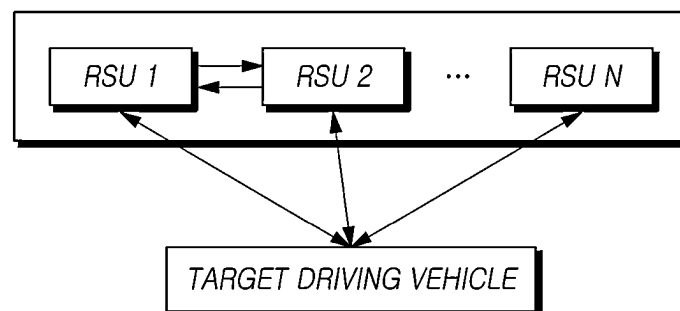 RSU 1
RSU 2
...
RSU N
TARGET DRIVING VEHICLE